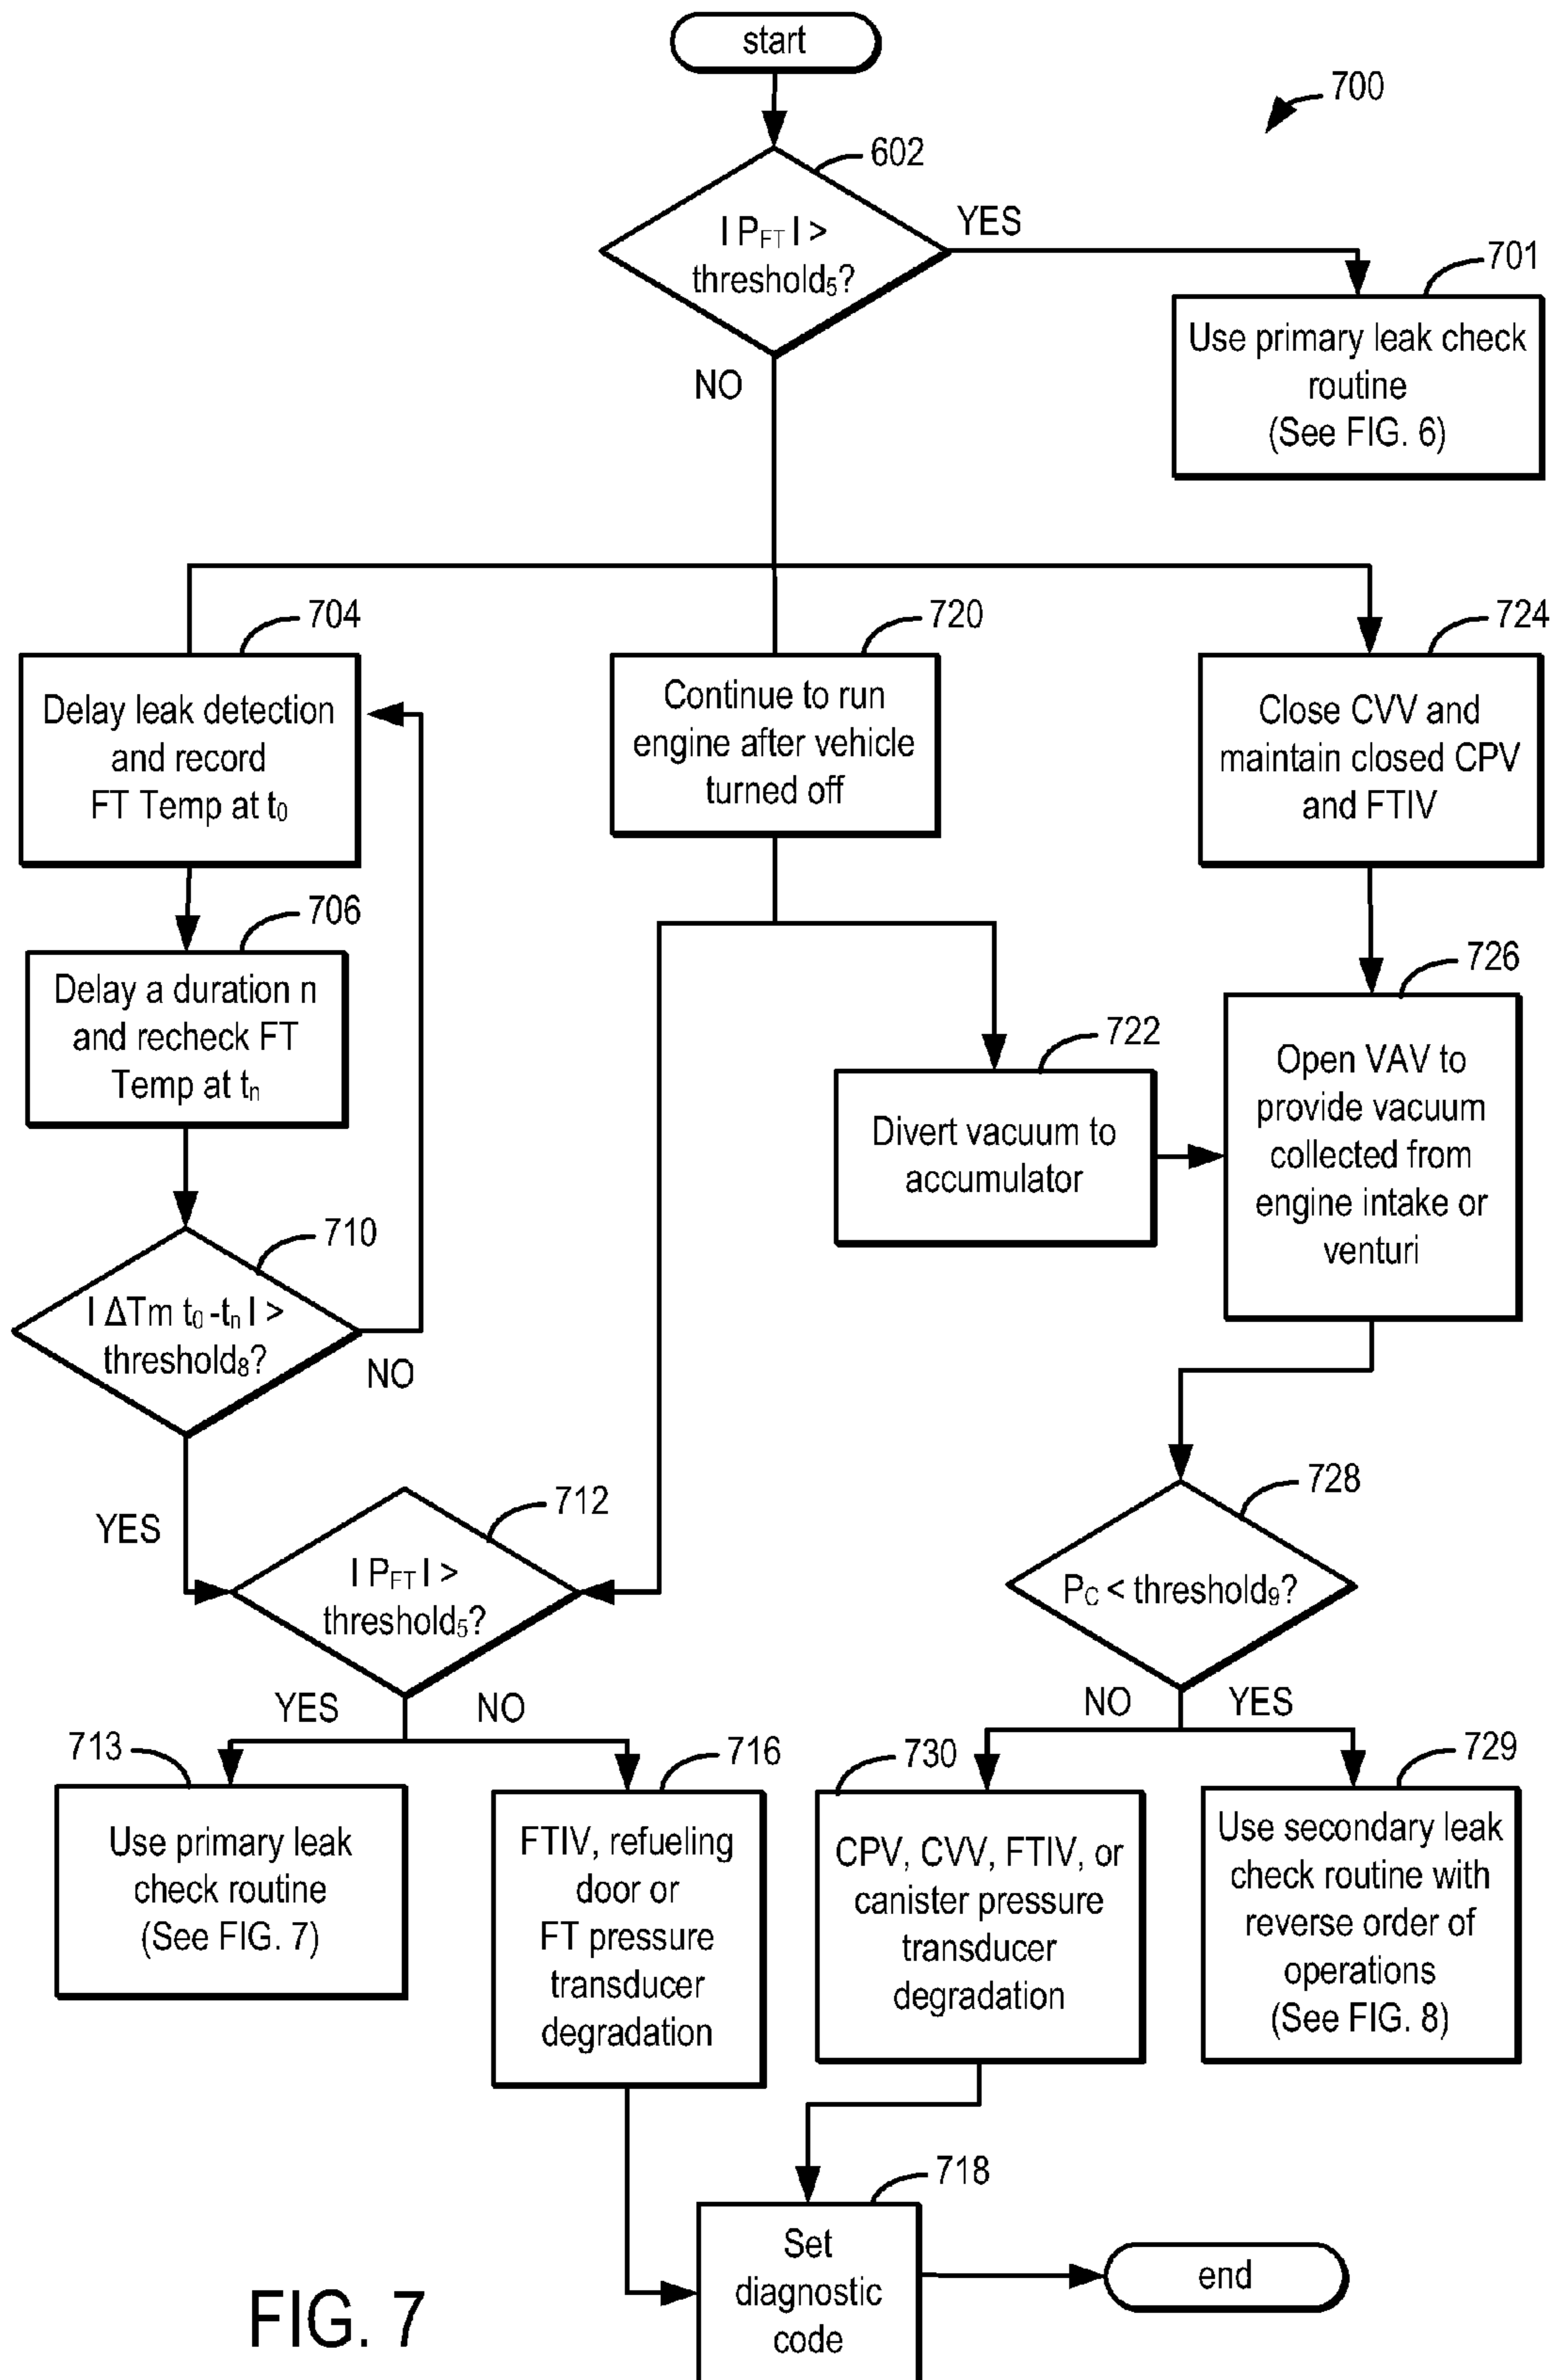 start
700
602
| P_FT | >
threshold₅?
YES
NO
701
Use primary leak check
routine
(See FIG. 6)
704
Delay leak detection
and record
FT Temp at t₀
720
Continue to run
engine after vehicle
turned off
724
Close CVV and
maintain closed CPV
and FTIV
706
Delay a duration n
and recheck FT
Temp at tₙ
722
Divert vacuum to
accumulator
726
Open VAV to
provide vacuum
collected from
engine intake or
venturi
710
| ΔTm t₀-tₙ | >
threshold₈?
NO
YES
712
| P_FT | >
threshold₅?
YES
NO
728
P_C < threshold₉?
NO
YES
713
Use primary leak
check routine
(See FIG. 7)
716
FTIV, refueling
door or
FT pressure
transducer
degradation
730
CPV, CVV, FTIV, or
canister pressure
transducer
degradation
729
Use secondary leak
check routine with
reverse order of
operations
(See FIG. 8)
718
Set
diagnostic
code
end
FIG. 7